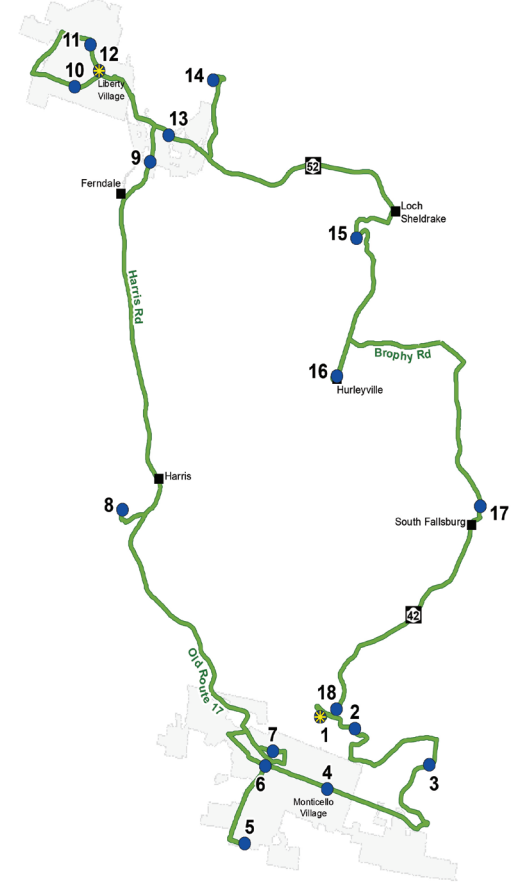 11
12
10
Liberty
Village
14
13
9
Ferndale
52
Loch
Sheldrake
15
Harris Rd
Brophy Rd
16
Hurleyville
Harris
8
17
South Fallsburg
42
Old Route 17
18
2
1
7
3
4
6
Monticello
Village
5